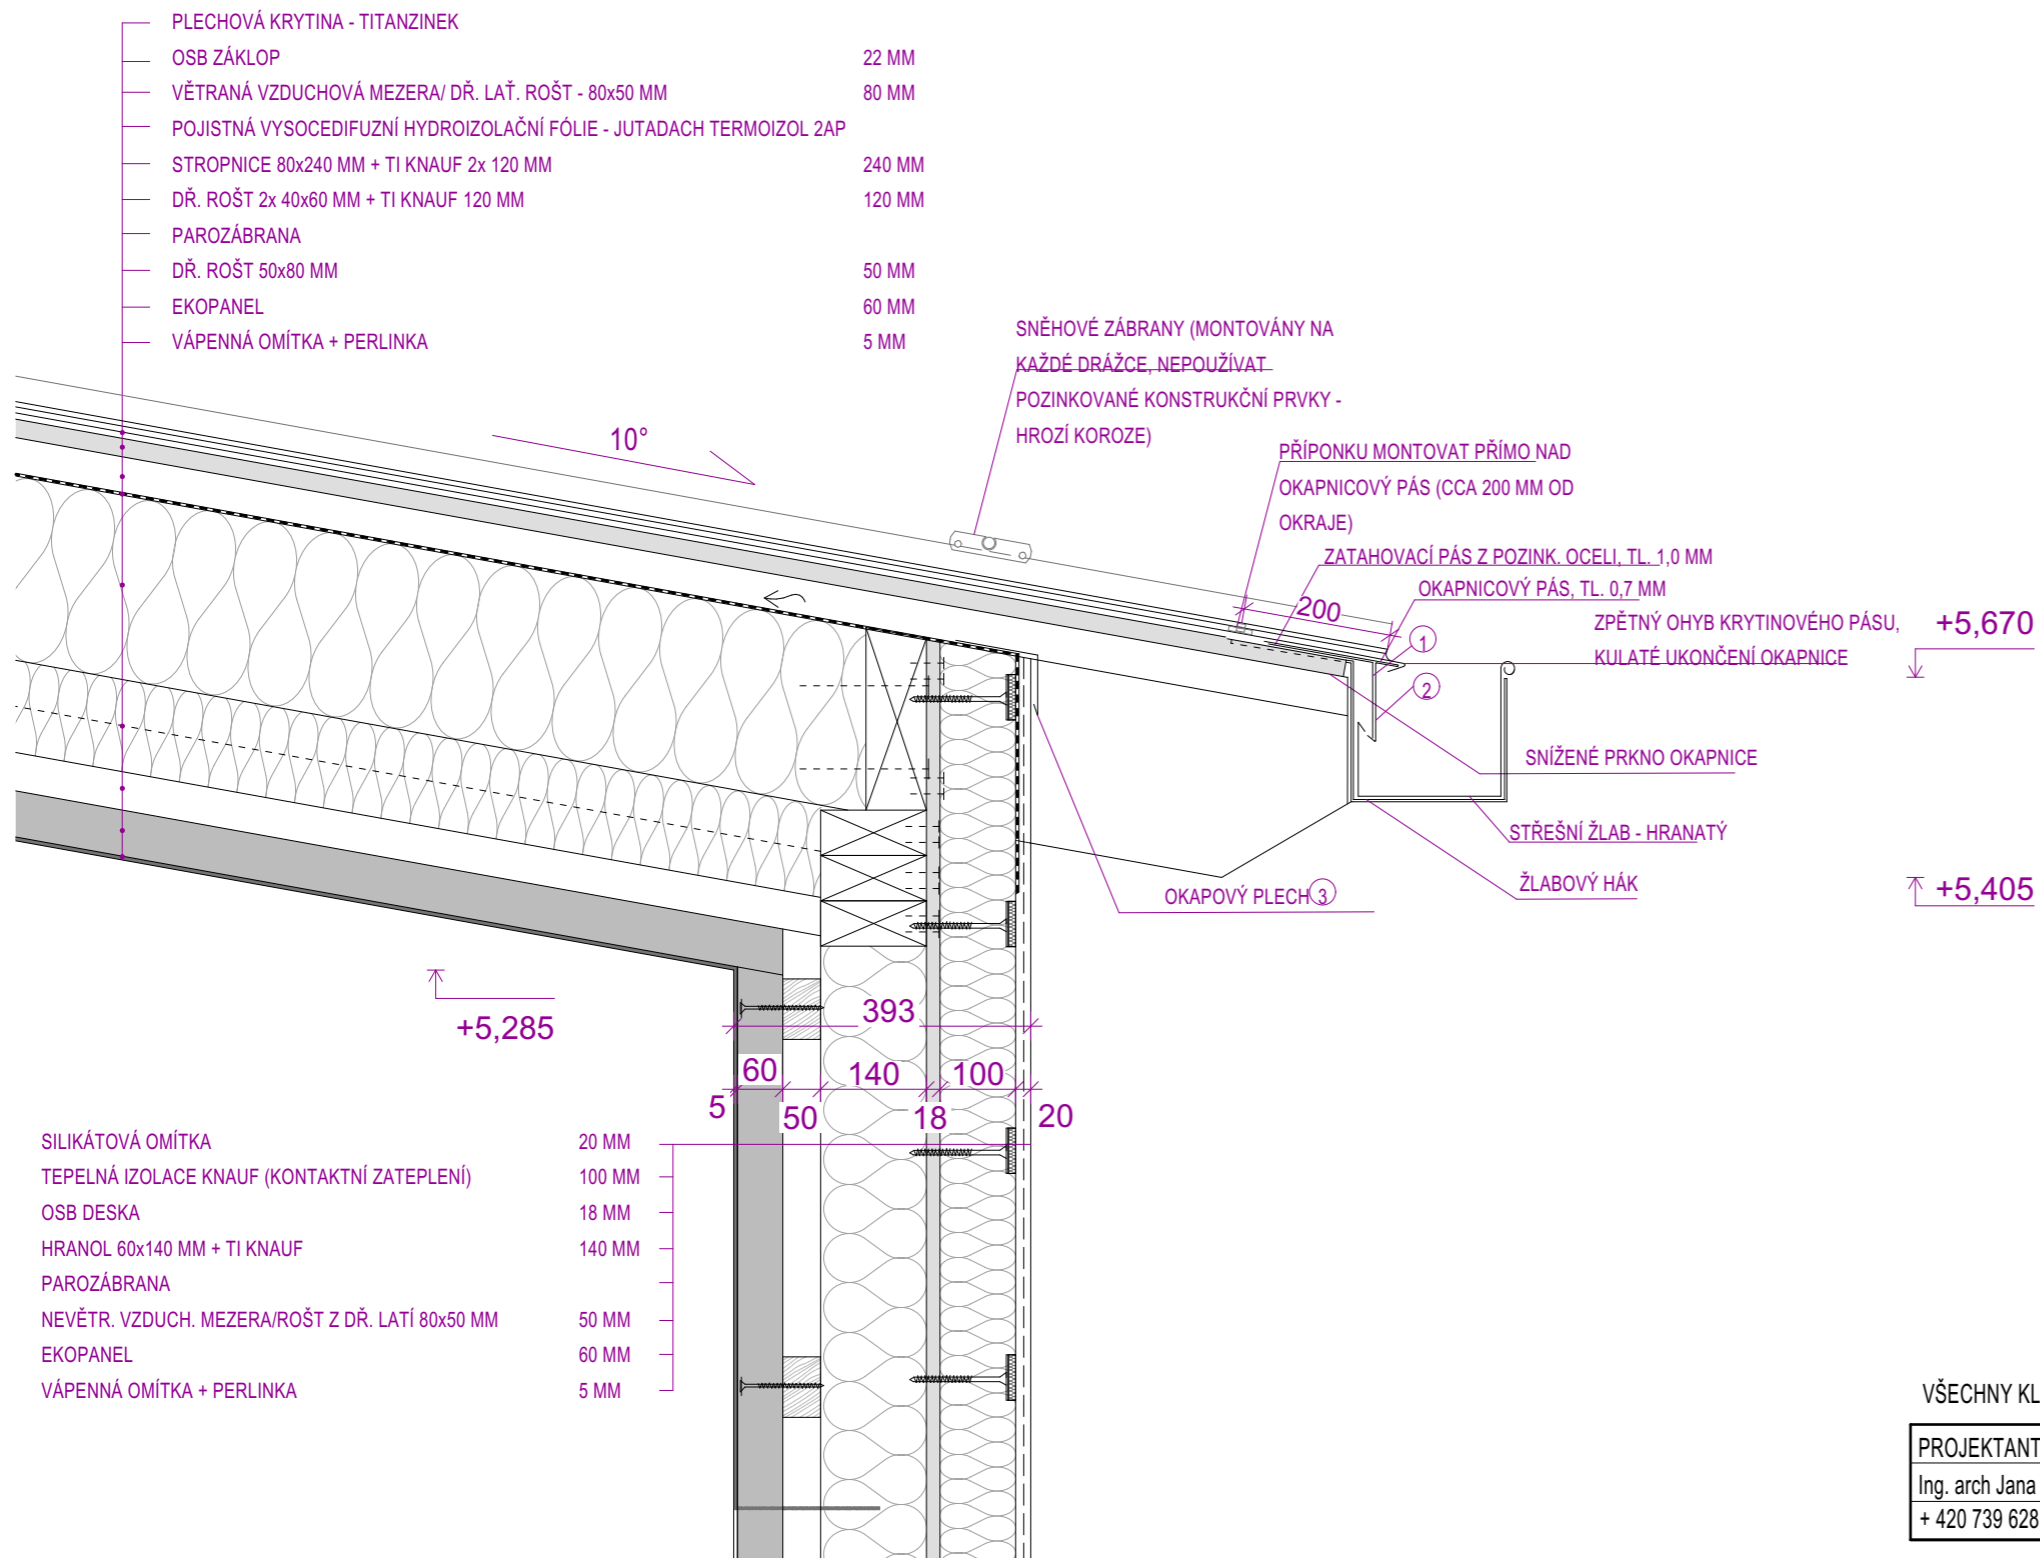 PLECHOVÁ KRYTINA - TITANZINEK
OSB ZÁKLOP 22 MM
VĚTRANÁ VZDUCHOVÁ MEZERA/ DŘ. LAŤ. ROŠT - 80x50 MM 80 MM
POJISTNÁ VYSOCEDIFUZNÍ HYDROIZOLAČNÍ FÓLIE - JUTADACH TERMOIZOL 2AP
STROPNICE 80x240 MM + TI KNAUF 2x 120 MM 240 MM
DŘ. ROŠT 2x 40x60 MM + TI KNAUF 120 MM 120 MM
PAROZÁBRANA
DŘ. ROŠT 50x80 MM 50 MM
EKOPANEL 60 MM
VÁPENNÁ OMÍTKA + PERLINKA 5 MM
SNĚHOVÉ ZÁBRANY (MONTOVÁNY NA
KAŽDÉ DRÁŽCE, NEPOUŽÍVAT
POZINKOVANÉ KONSTRUKČNÍ PRVKY -
HROZÍ KOROZE)
10°
PŘÍPONKU MONTOVAT PŘÍMO NAD
OKAPNICOVÝ PÁS (CCA 200 MM OD
OKRAJE)
ZATAHOVACÍ PÁS Z POZINK. OCELI, TL. 1,0 MM
OKAPNICOVÝ PÁS, TL. 0,7 MM
200
ZPĚTNÝ OHYB KRYTINOVÉHO PÁSU,
KULATÉ UKONČENÍ OKAPNICE
+5,670
1
2
SNÍŽENÉ PRKNO OKAPNICE
STŘEŠNÍ ŽLAB - HRANATÝ
ŽLABOVÝ HÁK
OKAPOVÝ PLECH 3
+5,405
+5,285
393
60 140 100
5 50 18 20
SILIKÁTOVÁ OMÍTKA 20 MM
TEPELNÁ IZOLACE KNAUF (KONTAKTNÍ ZATEPLENÍ) 100 MM
OSB DESKA 18 MM
HRANOL 60x140 MM + TI KNAUF 140 MM
PAROZÁBRANA
NEVĚTR. VZDUCH. MEZERA/ROŠT Z DŘ. LATÍ 80x50 MM 50 MM
EKOPANEL 60 MM
VÁPENNÁ OMÍTKA + PERLINKA 5 MM
VŠECHNY KL
PROJEKTANT
Ing. arch Jana
+ 420 739 628